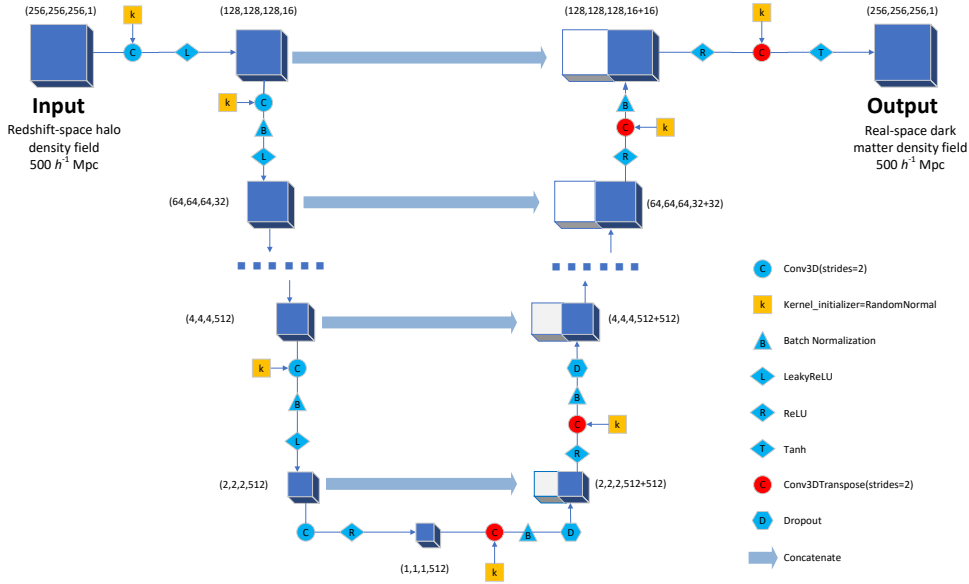 (256,256,256,1)
(128,128,128,16)
(128,128,128,16+16)
(256,256,256,1)
k
k
C
L
R
C
T
Input
Redshift-space halo
density field
500 h⁻¹ Mpc
Output
Real-space dark
matter density field
500 h⁻¹ Mpc
k
C
B
L
B
C
k
R
(64,64,64,32)
(64,64,64,32+32)
(4,4,4,512)
(4,4,4,512+512)
k
C
B
L
D
B
C
k
R
(2,2,2,512)
(2,2,2,512+512)
C
R
C
B
D
(1,1,1,512)
k
C
Conv3D(strides=2)
k
Kernel_initializer=RandomNormal
B
Batch Normalization
L
LeakyReLU
R
ReLU
T
Tanh
C
Conv3DTranspose(strides=2)
D
Dropout
Concatenate